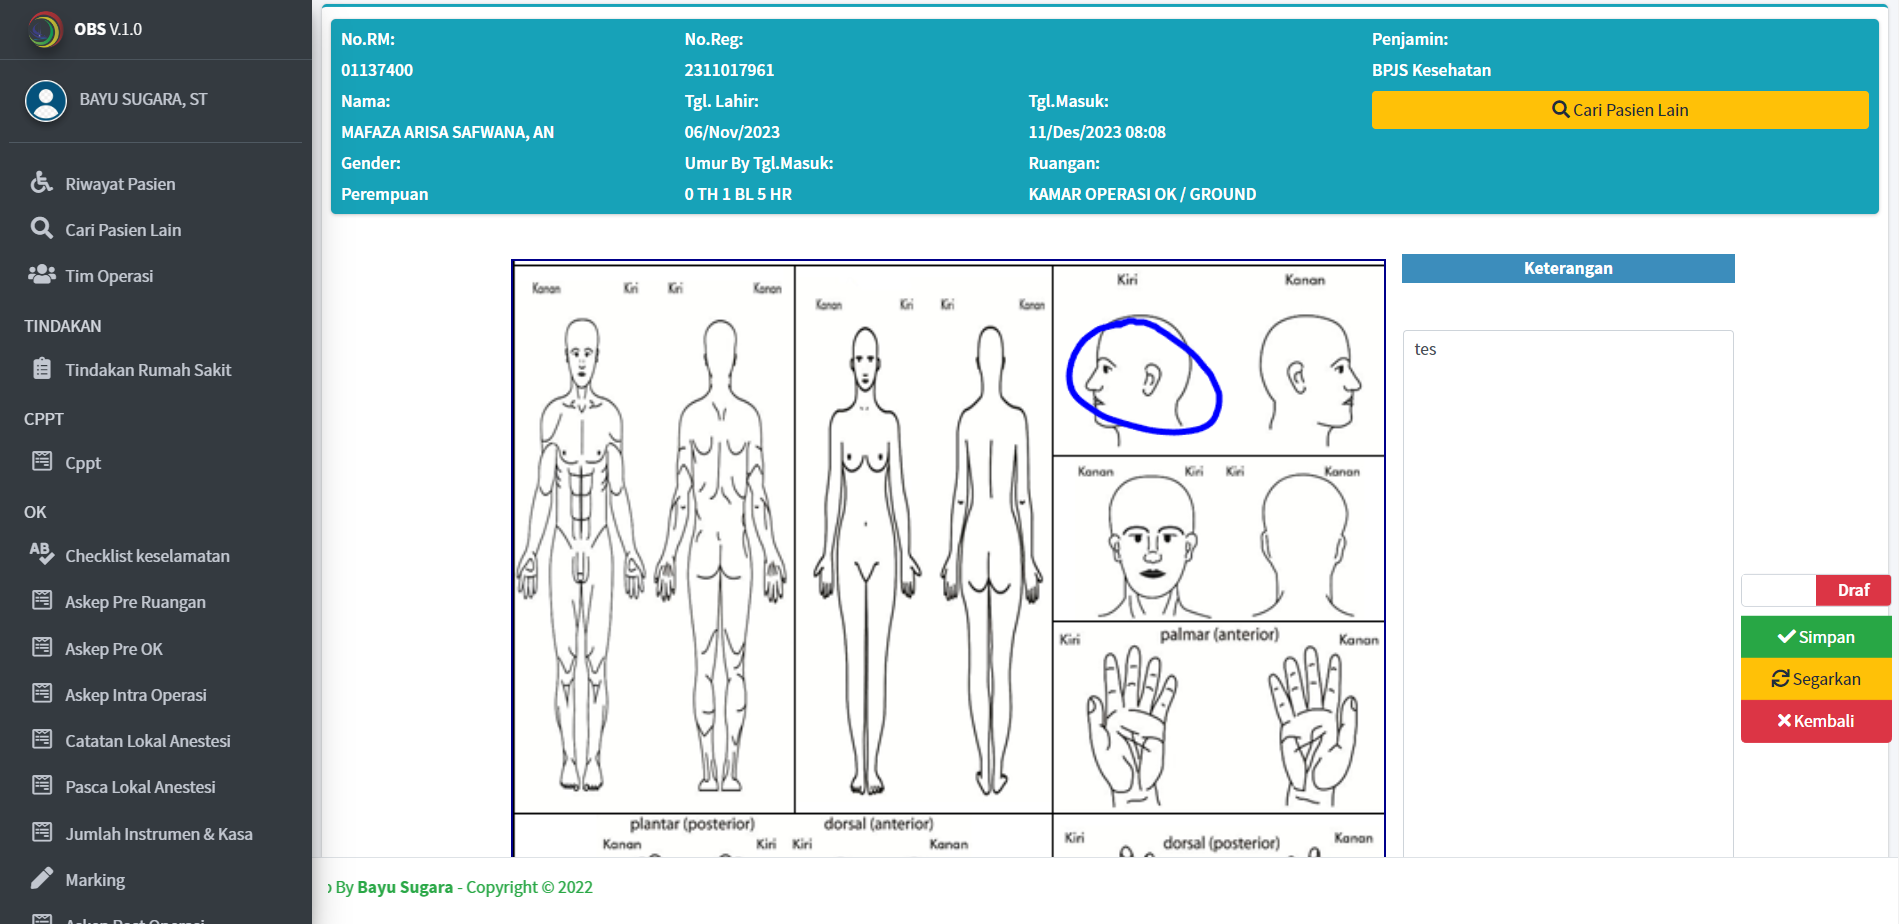 OBS V.1.0
BAYU SUGARA, ST
Riwayat Pasien
Cari Pasien Lain
Tim Operasi
TINDAKAN
Tindakan Rumah Sakit
CPPT
Cppt
OK
Checklist keselamatan
Askep Pre Ruangan
Askep Pre OK
Askep Intra Operasi
Catatan Lokal Anestesi
Pasca Lokal Anestesi
Jumlah Instrumen & Kasa
Marking
No.RM:
01137400
Nama:
MAFAZA ARISA SAFWANA, AN
Gender:
Perempuan
No.Reg:
2311017961
Tgl. Lahir:
06/Nov/2023
Umur By Tgl.Masuk:
0 TH 1 BL 5 HR
Tgl.Masuk:
11/Des/2023 08:08
Ruangan:
KAMAR OPERASI OK / GROUND
Penjamin:
BPJS Kesehatan
Cari Pasien Lain
Kanan Kiri Kiri Kanan
Kanan Kiri Kiri Kanan
Kiri Kanan
Kanan Kiri Kiri Kanan
Kiri palmar (anterior) Kanan
plantar (posterior) dorsal (anterior)
Kanan Kiri Kiri Kanan
Kiri dorsal (posterior) Kanan
Keterangan
tes
Draf
Simpan
Segarkan
Kembali
By Bayu Sugara - Copyright © 2022